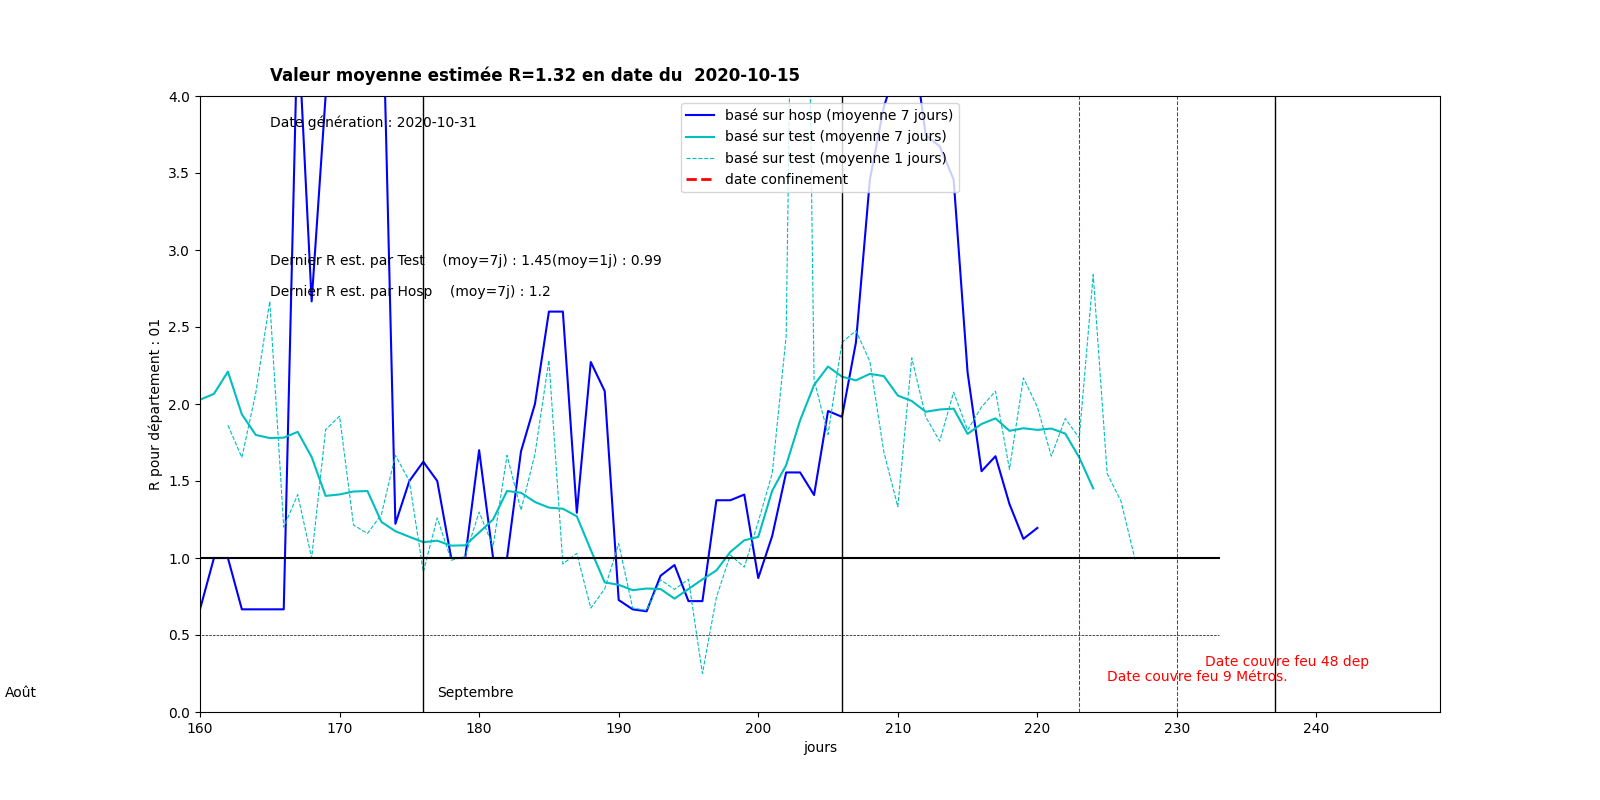 Valeur moyenne estimée R=1.32 en date du  2020-10-15
4.0
3.5
3.0
2.5
2.0
1.5
1.0
0.5
0.0
R pour département : 01
Date génération : 2020-10-31
basé sur hosp (moyenne 7 jours)
basé sur test (moyenne 7 jours)
basé sur test (moyenne 1 jours)
date confinement
Dernier R est. par Test    (moy=7j) : 1.45(moy=1j) : 0.99
Dernier R est. par Hosp    (moy=7j) : 1.2
Date couvre feu 48 dep
Date couvre feu 9 Métros.
Août
Septembre
160 170 180 190 200 210 220 230 240
jours